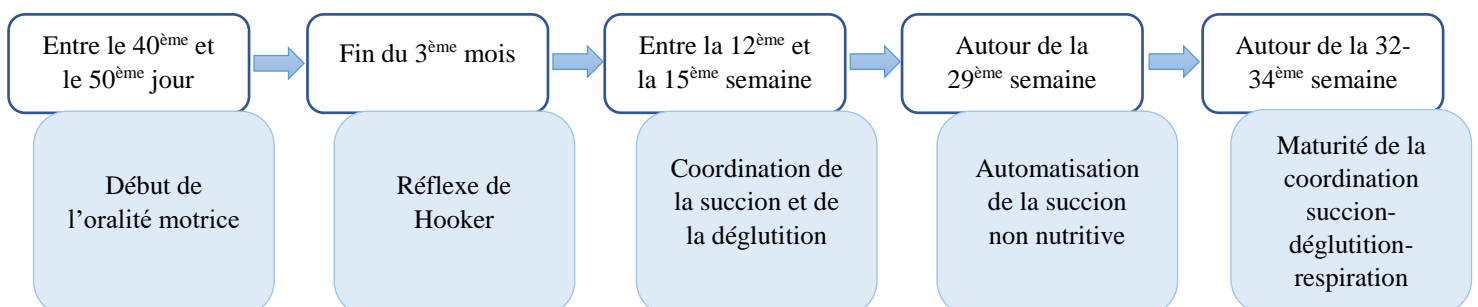 Entre le 40ème et
le 50ème jour
Début de
l’oralité motrice
Fin du 3ème mois
Réflexe de
Hooker
Entre la 12ème et
la 15ème semaine
Coordination de
la succion et de
la déglutition
Autour de la
29ème semaine
Automatisation
de la succion
non nutritive
Autour de la 32-
34ème semaine
Maturité de la
coordination
succion-
déglutition-
respiration